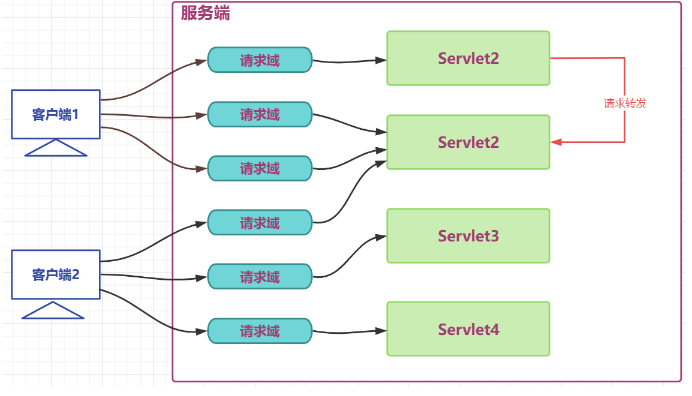 服务端
请求域
Servlet2
请求转发
客户端1
请求域
Servlet2
请求域
请求域
Servlet3
客户端2
请求域
请求域
Servlet4